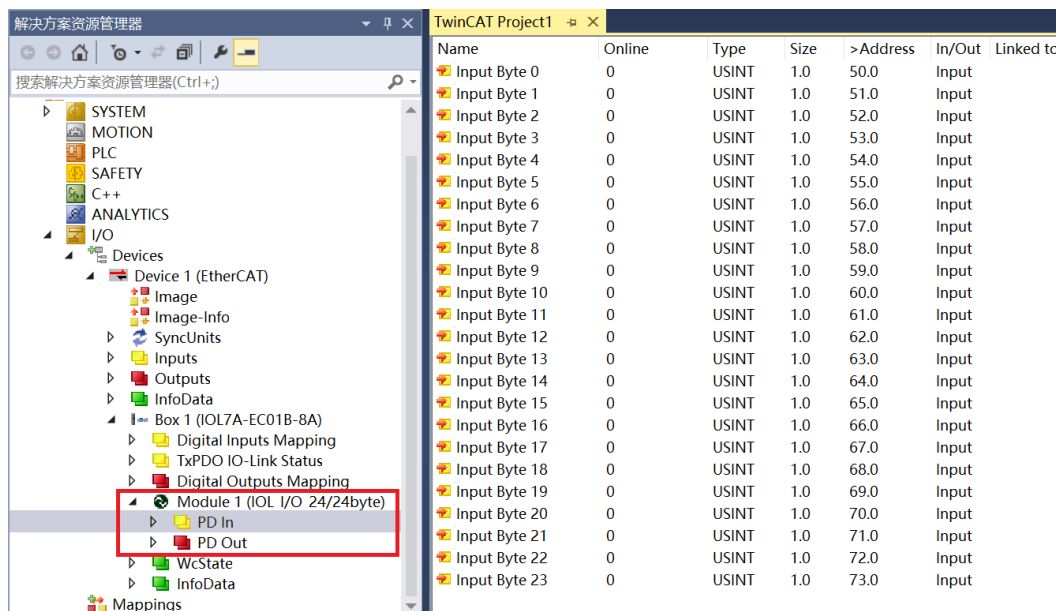 解决方案资源管理器
搜索解决方案资源管理器(Ctrl+;)
SYSTEM
MOTION
PLC
SAFETY
C++
ANALYTICS
I/O
Devices
Device 1 (EtherCAT)
Image
Image-Info
SyncUnits
Inputs
Outputs
InfoData
Box 1 (IOL7A-EC01B-8A)
Digital Inputs Mapping
TxPDO IO-Link Status
Digital Outputs Mapping
Module 1 (IOL I/O 24/24byte)
PD In
PD Out
WcState
InfoData
Mappings
TwinCAT Project1
Name Online Type Size >Address In/Out Linked to
Input Byte 0 0 USINT 1.0 50.0 Input
Input Byte 1 0 USINT 1.0 51.0 Input
Input Byte 2 0 USINT 1.0 52.0 Input
Input Byte 3 0 USINT 1.0 53.0 Input
Input Byte 4 0 USINT 1.0 54.0 Input
Input Byte 5 0 USINT 1.0 55.0 Input
Input Byte 6 0 USINT 1.0 56.0 Input
Input Byte 7 0 USINT 1.0 57.0 Input
Input Byte 8 0 USINT 1.0 58.0 Input
Input Byte 9 0 USINT 1.0 59.0 Input
Input Byte 10 0 USINT 1.0 60.0 Input
Input Byte 11 0 USINT 1.0 61.0 Input
Input Byte 12 0 USINT 1.0 62.0 Input
Input Byte 13 0 USINT 1.0 63.0 Input
Input Byte 14 0 USINT 1.0 64.0 Input
Input Byte 15 0 USINT 1.0 65.0 Input
Input Byte 16 0 USINT 1.0 66.0 Input
Input Byte 17 0 USINT 1.0 67.0 Input
Input Byte 18 0 USINT 1.0 68.0 Input
Input Byte 19 0 USINT 1.0 69.0 Input
Input Byte 20 0 USINT 1.0 70.0 Input
Input Byte 21 0 USINT 1.0 71.0 Input
Input Byte 22 0 USINT 1.0 72.0 Input
Input Byte 23 0 USINT 1.0 73.0 Input